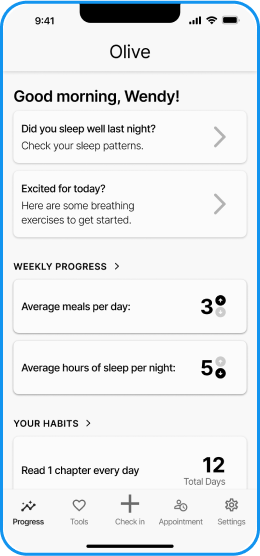 9:41
Olive
Good morning, Wendy!
Did you sleep well last night?
Check your sleep patterns.
Excited for today?
Here are some breathing
exercises to get started.
WEEKLY PROGRESS
Average meals per day:
3
Average hours of sleep per night:
5
YOUR HABITS
Read 1 chapter every day
12
Total Days
Progress
Tools
Check in
Appointment
Settings